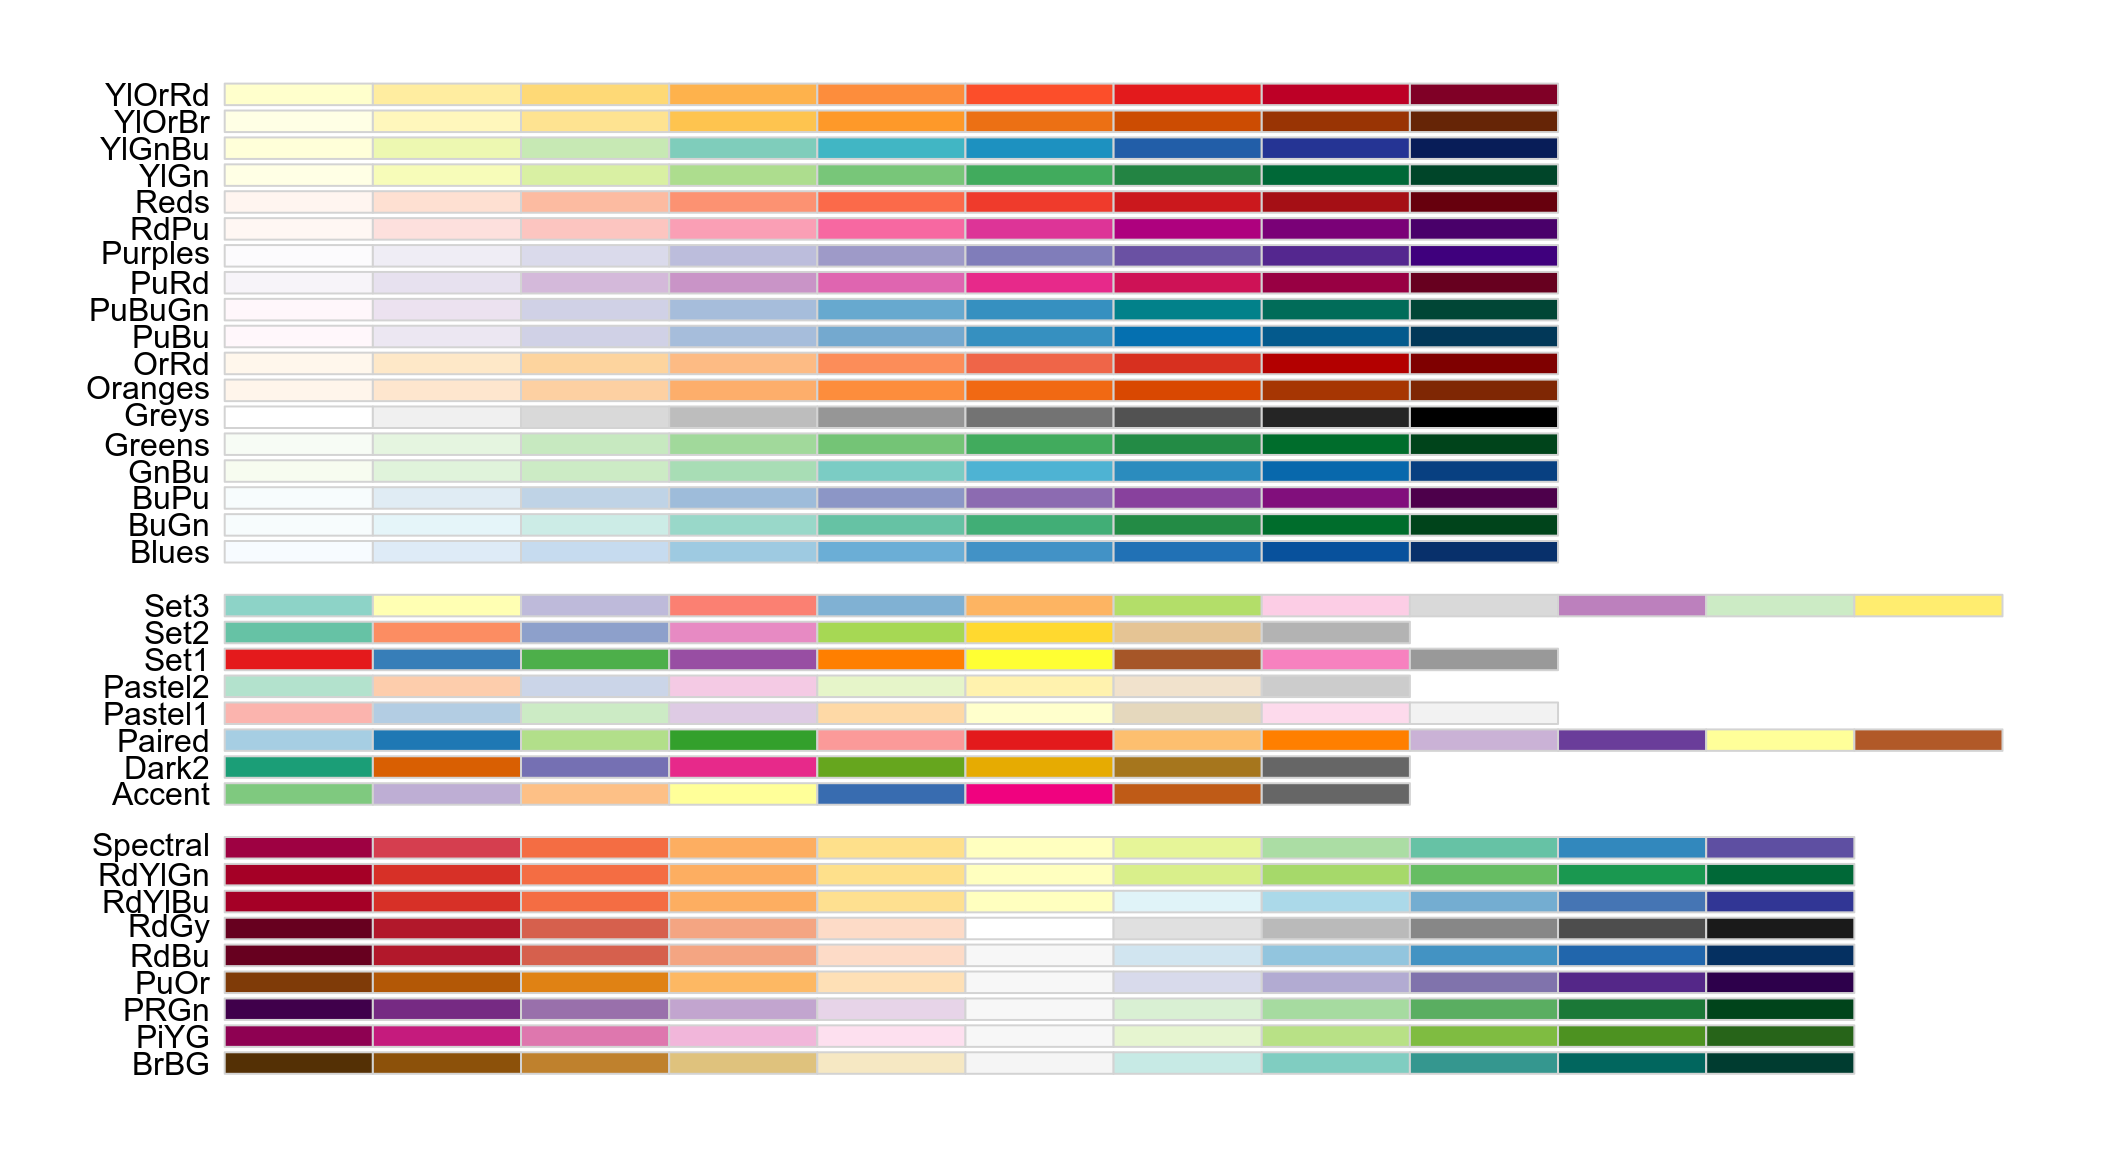 YlOrRd
YlOrBr
YlGnBu
YlGn
Reds
RdPu
Purples
PuRd
PuBuGn
PuBu
OrRd
Oranges
Greys
Greens
GnBu
BuPu
BuGn
Blues
Set3
Set2
Set1
Pastel2
Pastel1
Paired
Dark2
Accent
Spectral
RdYlGn
RdYlBu
RdGy
RdBu
PuOr
PRGn
PiYG
BrBG